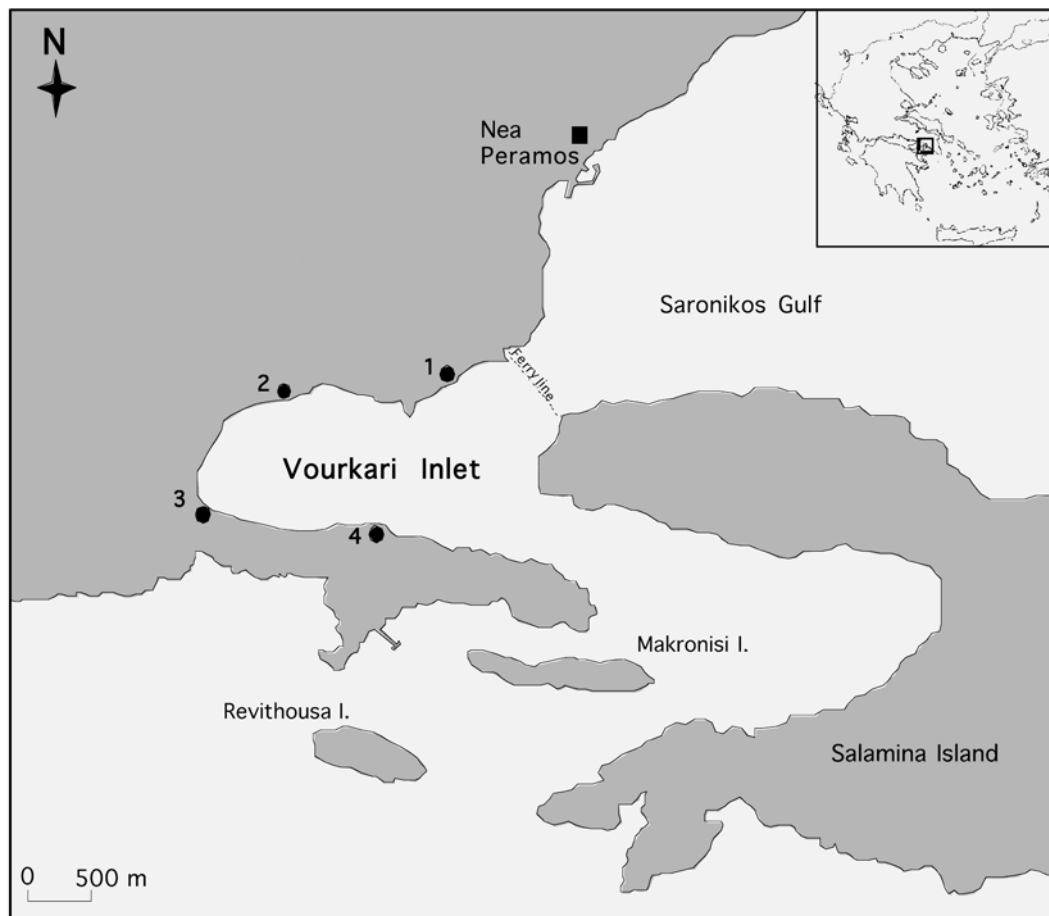 N
Nea
Peramos
Saronikos Gulf
Ferry line
1
2
Vourkari Inlet
3
4
Makronisi I.
Revithousa I.
Salamina Island
0 500 m